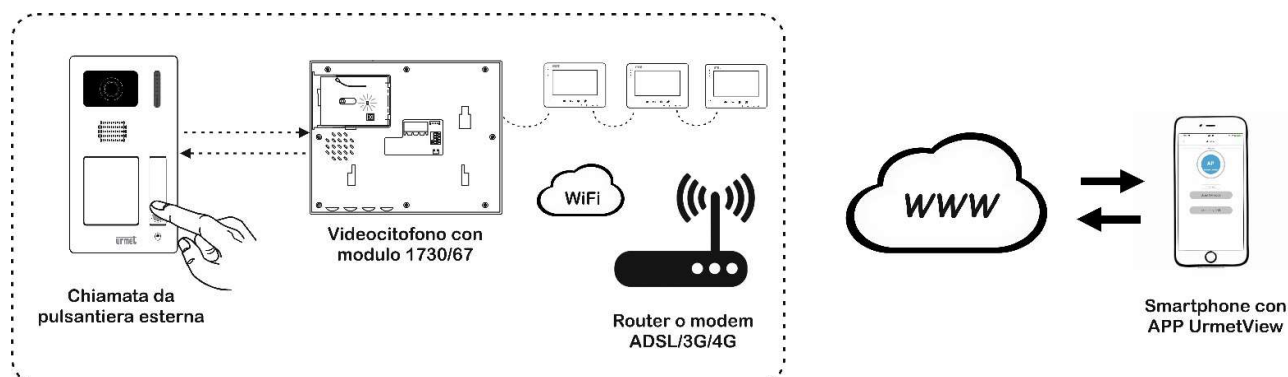 urmet
Chiamata da
pulsantiera esterna
Videocitofono con
modulo 1730/67
WiFi
Router o modem
ADSL/3G/4G
www
AP
Smartphone con
APP UrmetView